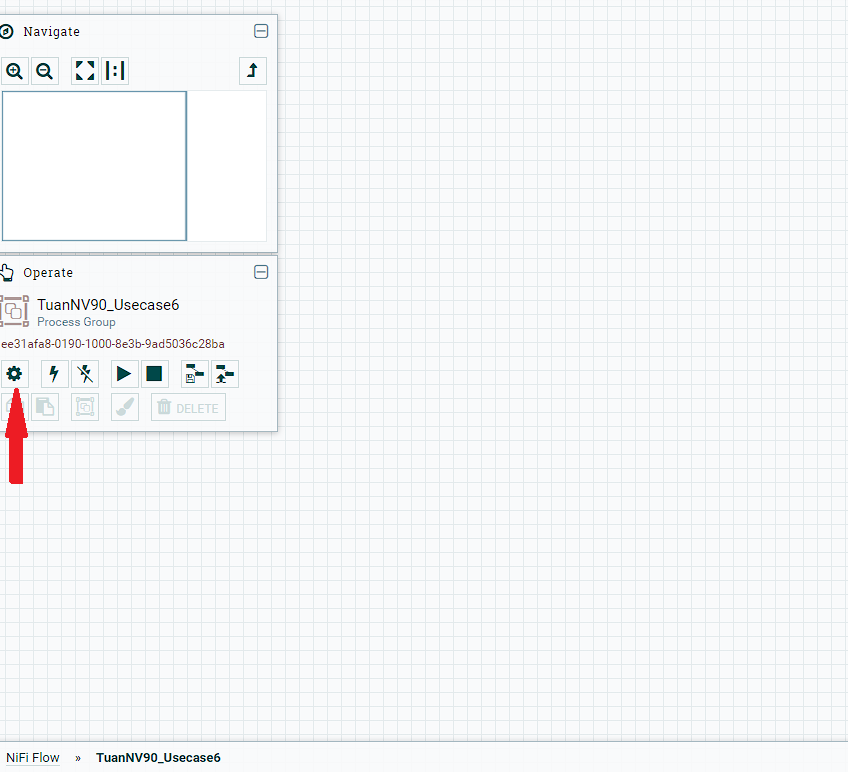 Navigate
Operate
TuanNV90_Usecase6
Process Group
ee31afa8-0190-1000-8e3b-9ad5036c28ba
DELETE
NiFi Flow » TuanNV90_Usecase6